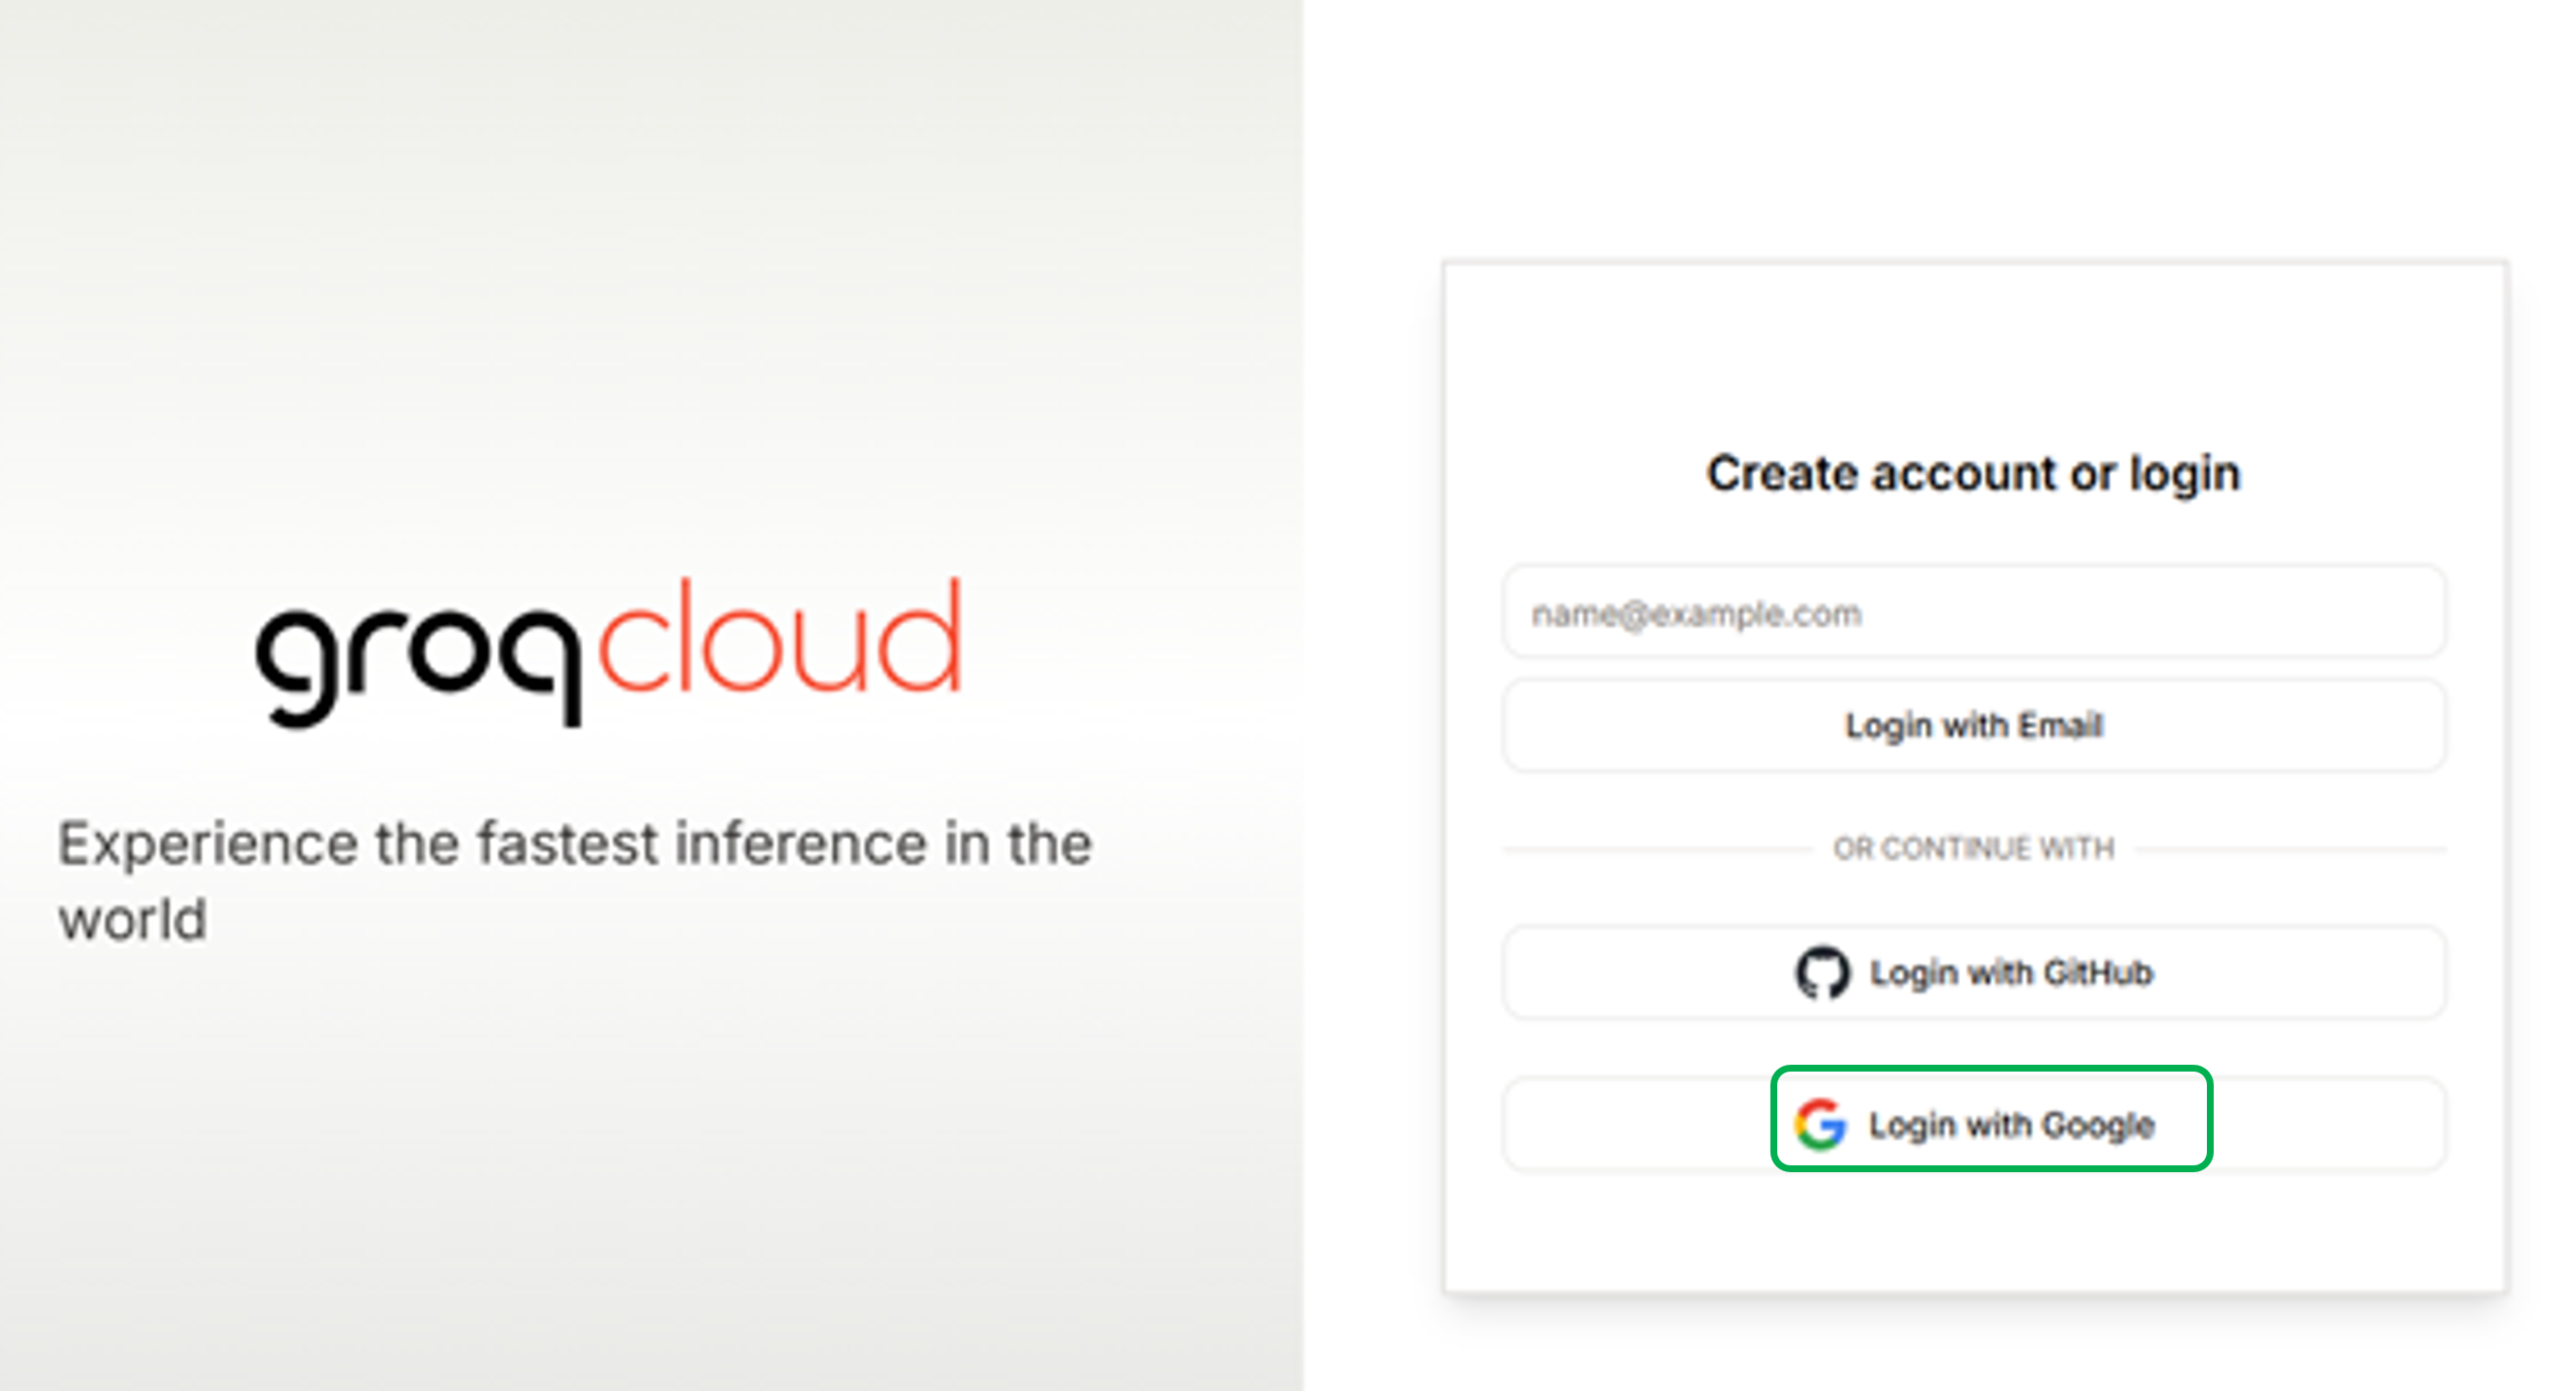 groqcloud
Experience the fastest inference in the
world
Create account or login
name@example.com
Login with Email
OR CONTINUE WITH
Login with GitHub
Login with Google